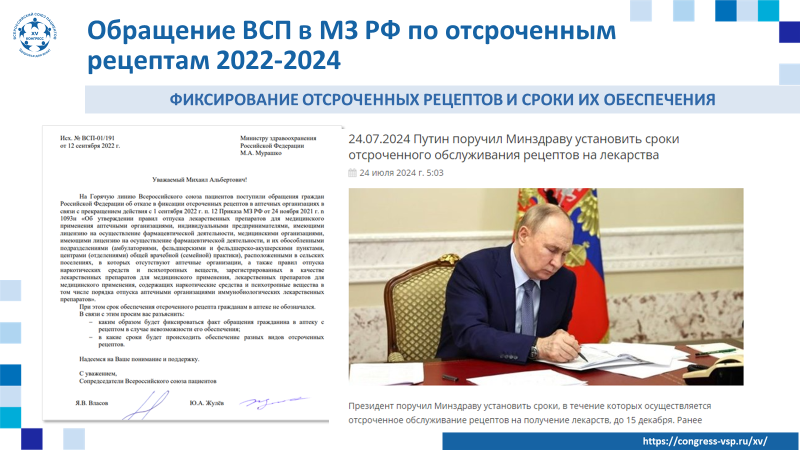 ВСЕРОССИЙСКИЙ СОЮЗ ПАЦИЕНТОВ
XV
КОНГРЕСС
Обращение ВСП в МЗ РФ по отсроченным
рецептам 2022-2024
ФИКСИРОВАНИЕ ОТСРОЧЕННЫХ РЕЦЕПТОВ И СРОКИ ИХ ОБЕСПЕЧЕНИЯ
Исх. № ВСП-01/191
от 12 сентября 2022 г.
Министру здравоохранения
Российской Федерации
М.А. Мурашко
Уважаемый Михаил Альбертович!
На Горячую линию Всероссийского союза пациентов поступили обращения граждан
Российской Федерации об отказе в фиксации отсроченных рецептов в аптечных организациях в
связи с прекращением действия с 1 сентября 2022 г. п. 12 Приказа МЗ РФ от 24 ноября 2021 г. n
1093н «Об утверждении правил отпуска лекарственных препаратов для медицинского
применения аптечными организациями, индивидуальными предпринимателями, имеющими
лицензию на осуществление фармацевтической деятельности, медицинскими организациями,
имеющими лицензию на осуществление фармацевтической деятельности, и их обособленными
подразделениями (амбулаториями, фельдшерскими и фельдшерско-акушерскими пунктами,
центрами (отделениями) общей врачебной (семейной) практики), расположенными в сельских
поселениях, в которых отсутствуют аптечные организации, а также правил отпуска
наркотических средств и психотропных веществ, зарегистрированных в качестве
лекарственных препаратов для медицинского применения, лекарственных препаратов для
медицинского применения, содержащих наркотические средства и психотропные вещества в
том числе порядка отпуска аптечными организациями иммунобиологических лекарственных
препаратов».
При этом срок обеспечения отсроченного рецепта гражданам в аптеке не обозначался.
В связи с этим просим вас разъяснить:
– каким образом будет фиксироваться факт обращения гражданина в аптеку с
рецептом в случае невозможности его обеспечения;
– в какие сроки будет происходить обеспечение разных видов отсроченных
рецептов.
Надеемся на Ваше понимание и поддержку.
С уважением,
Сопредседатели Всероссийского союза пациентов
Я.В. Власов
Ю.А. Жулёв
24.07.2024 Путин поручил Минздраву установить сроки
отсроченного обслуживания рецептов на лекарства
24 июля 2024 г. 5:03
Президент поручил Минздраву установить сроки, в течение которых осуществляется
отсроченное обслуживание рецептов на получение лекарств, до 15 декабря. Ранее
https://congress-vsp.ru/xv/